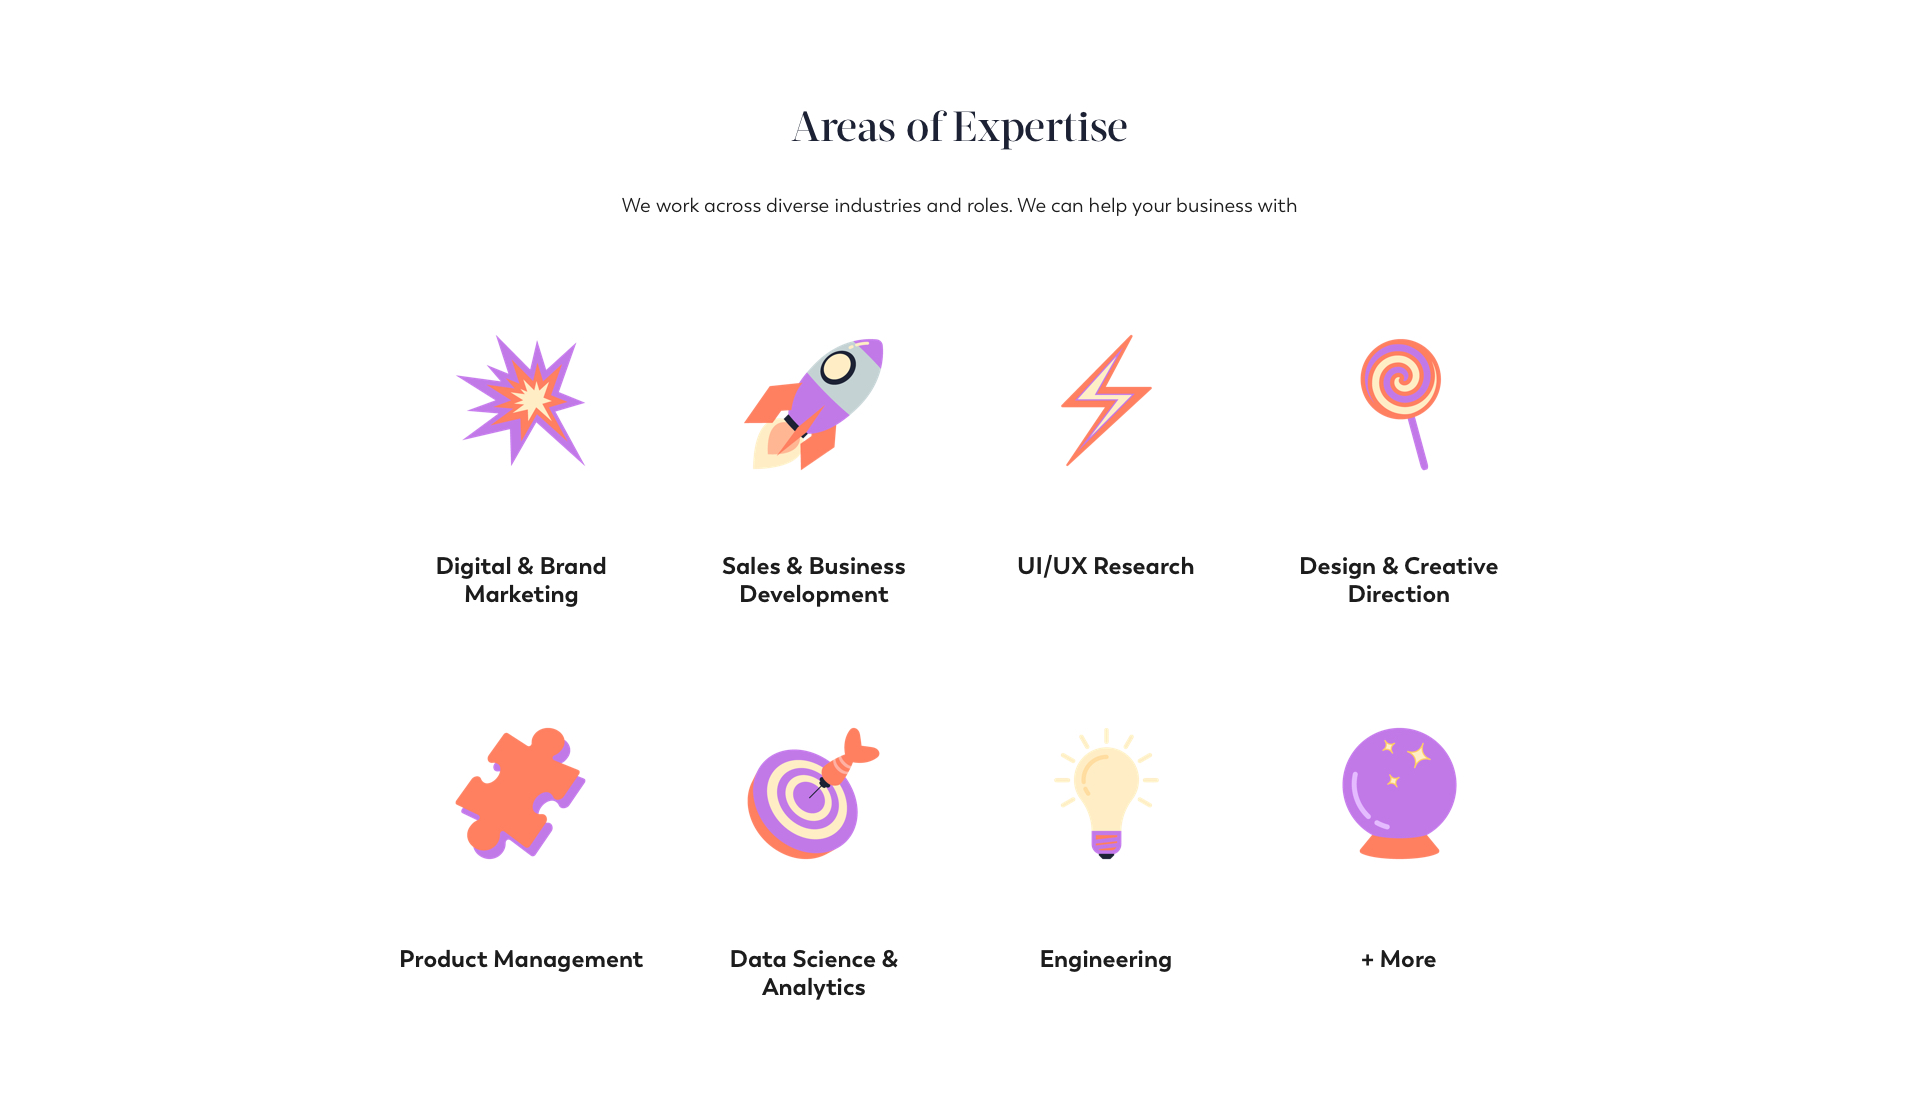 Areas of Expertise
We work across diverse industries and roles. We can help your business with
Digital & Brand
Marketing
Sales & Business
Development
UI/UX Research
Design & Creative
Direction
Product Management
Data Science &
Analytics
Engineering
+ More